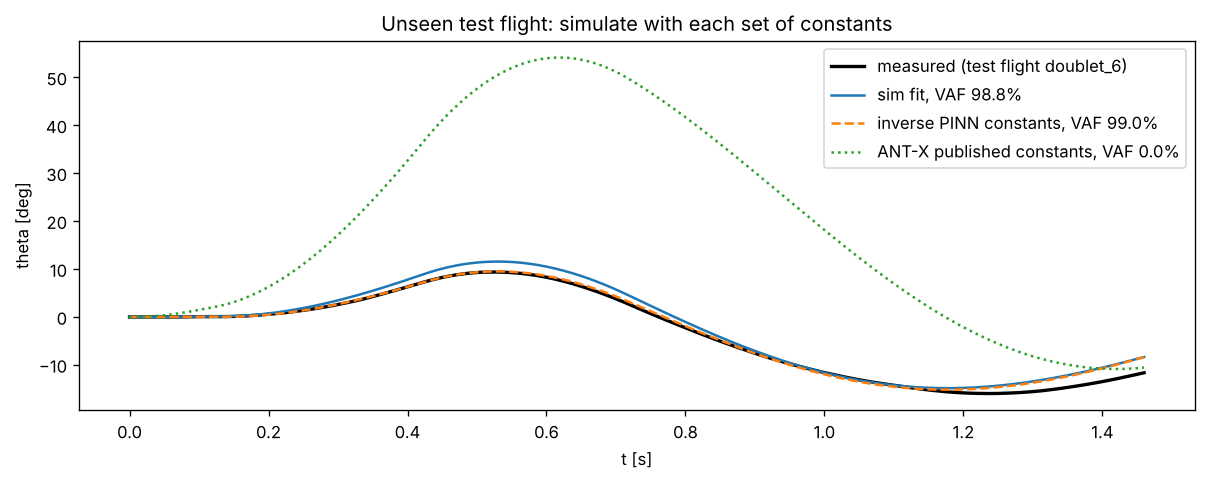 Unseen test flight: simulate with each set of constants
measured (test flight doublet_6)
sim fit, VAF 98.8%
inverse PINN constants, VAF 99.0%
ANT-X published constants, VAF 0.0%
theta [deg]
50
40
30
20
10
0
−10
0.0 0.2 0.4 0.6 0.8 1.0 1.2 1.4
t [s]